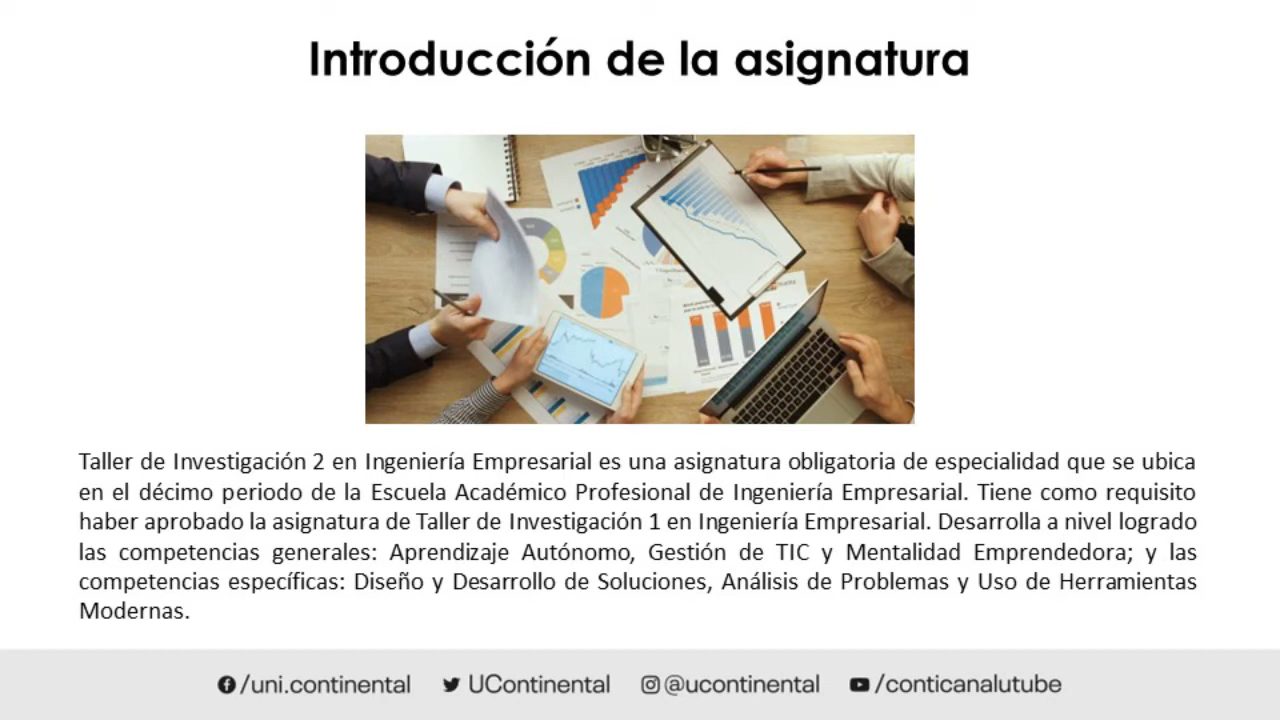 Introducción de la asignatura
Taller de Investigación 2 en Ingeniería Empresarial es una asignatura obligatoria de especialidad que se ubica
en el décimo periodo de la Escuela Académico Profesional de Ingeniería Empresarial. Tiene como requisito
haber aprobado la asignatura de Taller de Investigación 1 en Ingeniería Empresarial. Desarrolla a nivel logrado
las competencias generales: Aprendizaje Autónomo, Gestión de TIC y Mentalidad Emprendedora; y las
competencias específicas: Diseño y Desarrollo de Soluciones, Análisis de Problemas y Uso de Herramientas
Modernas.
/uni.continental UContinental @ucontinental /conticanalutube